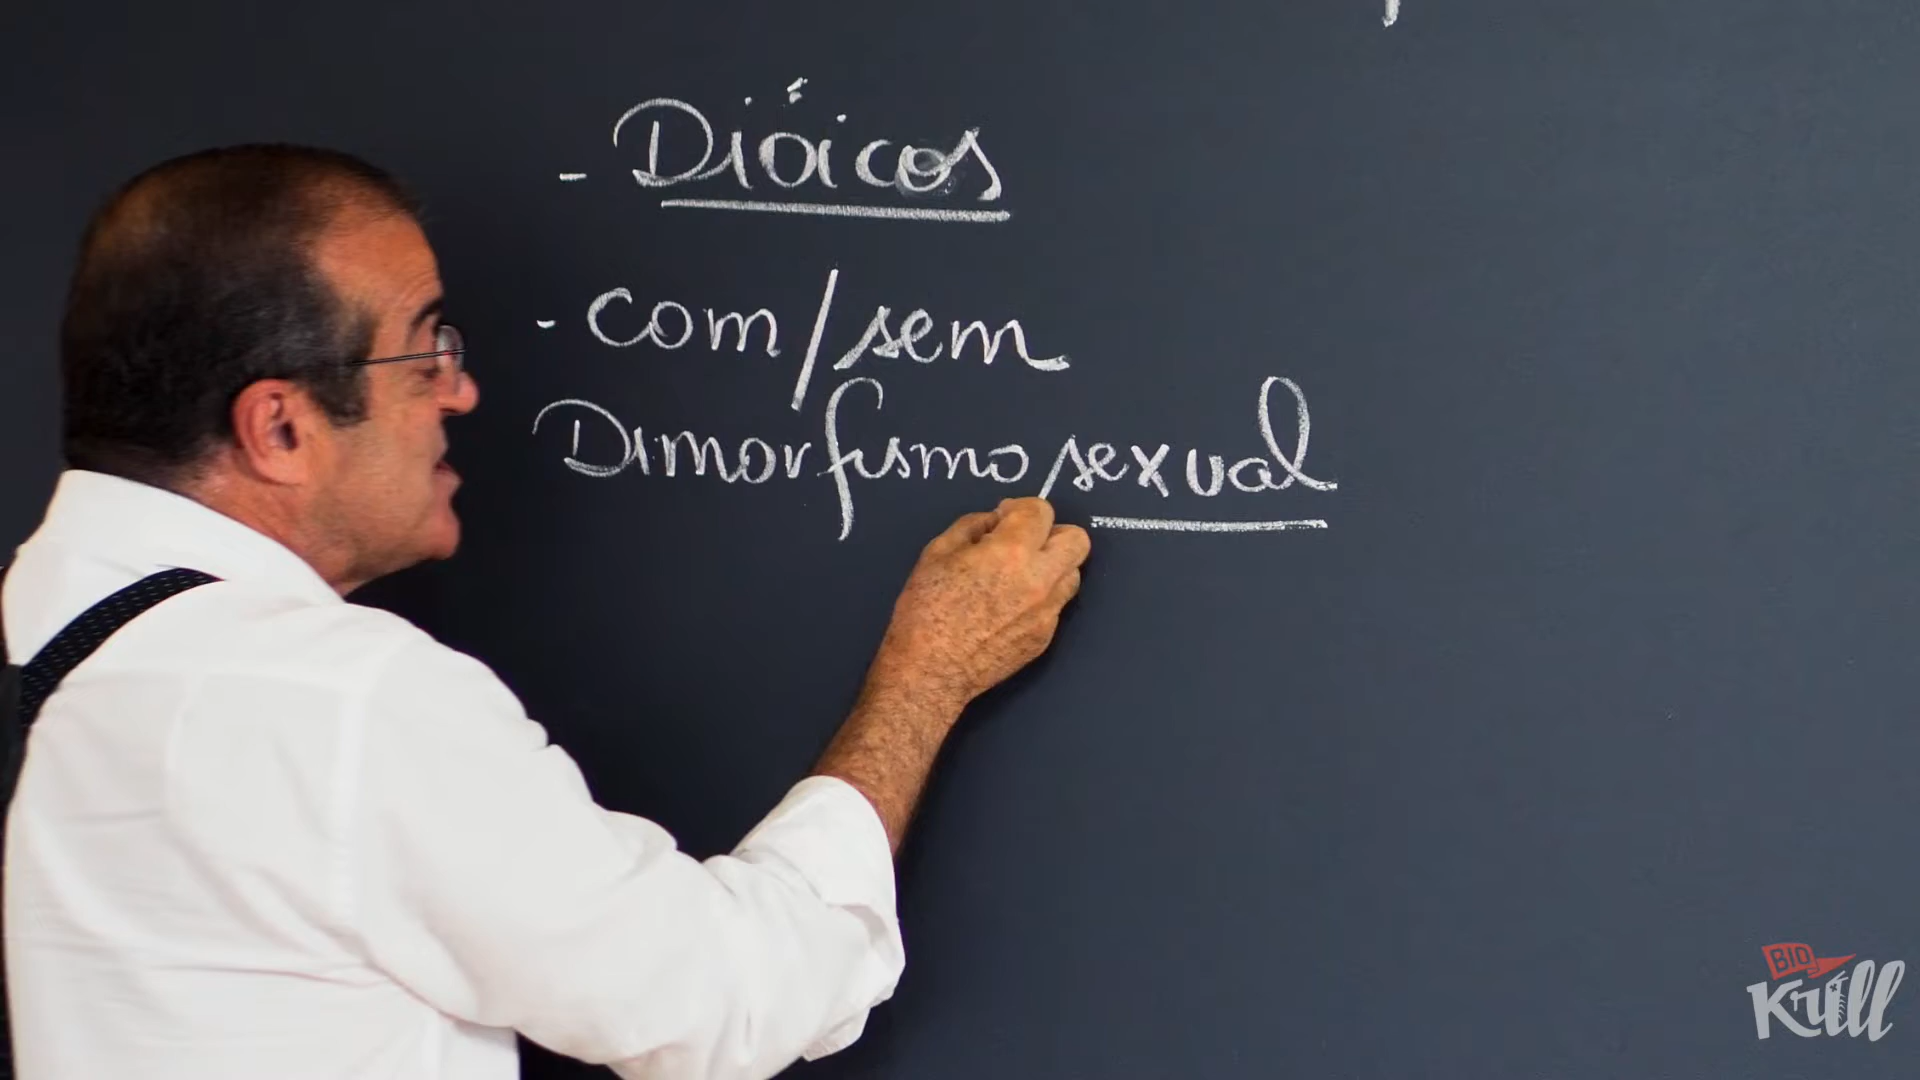 - Dióicos
- com/sem
Dimorfismo sexual
BIO
Krill